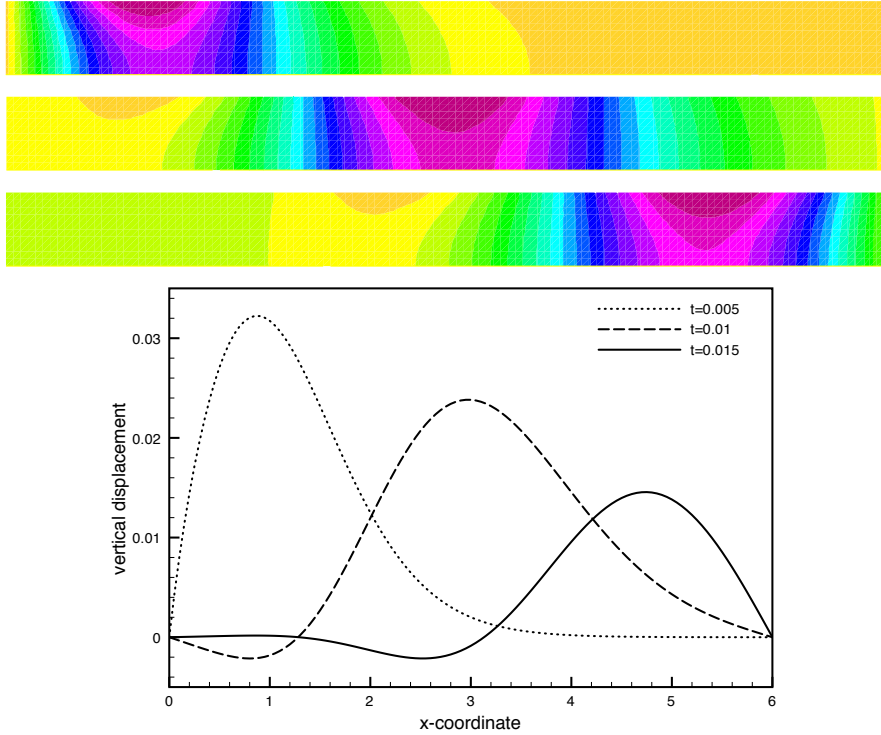 t=0.005
t=0.01
t=0.015
0.03
0.02
0.01
0
vertical displacement
0 1 2 3 4 5 6
x-coordinate